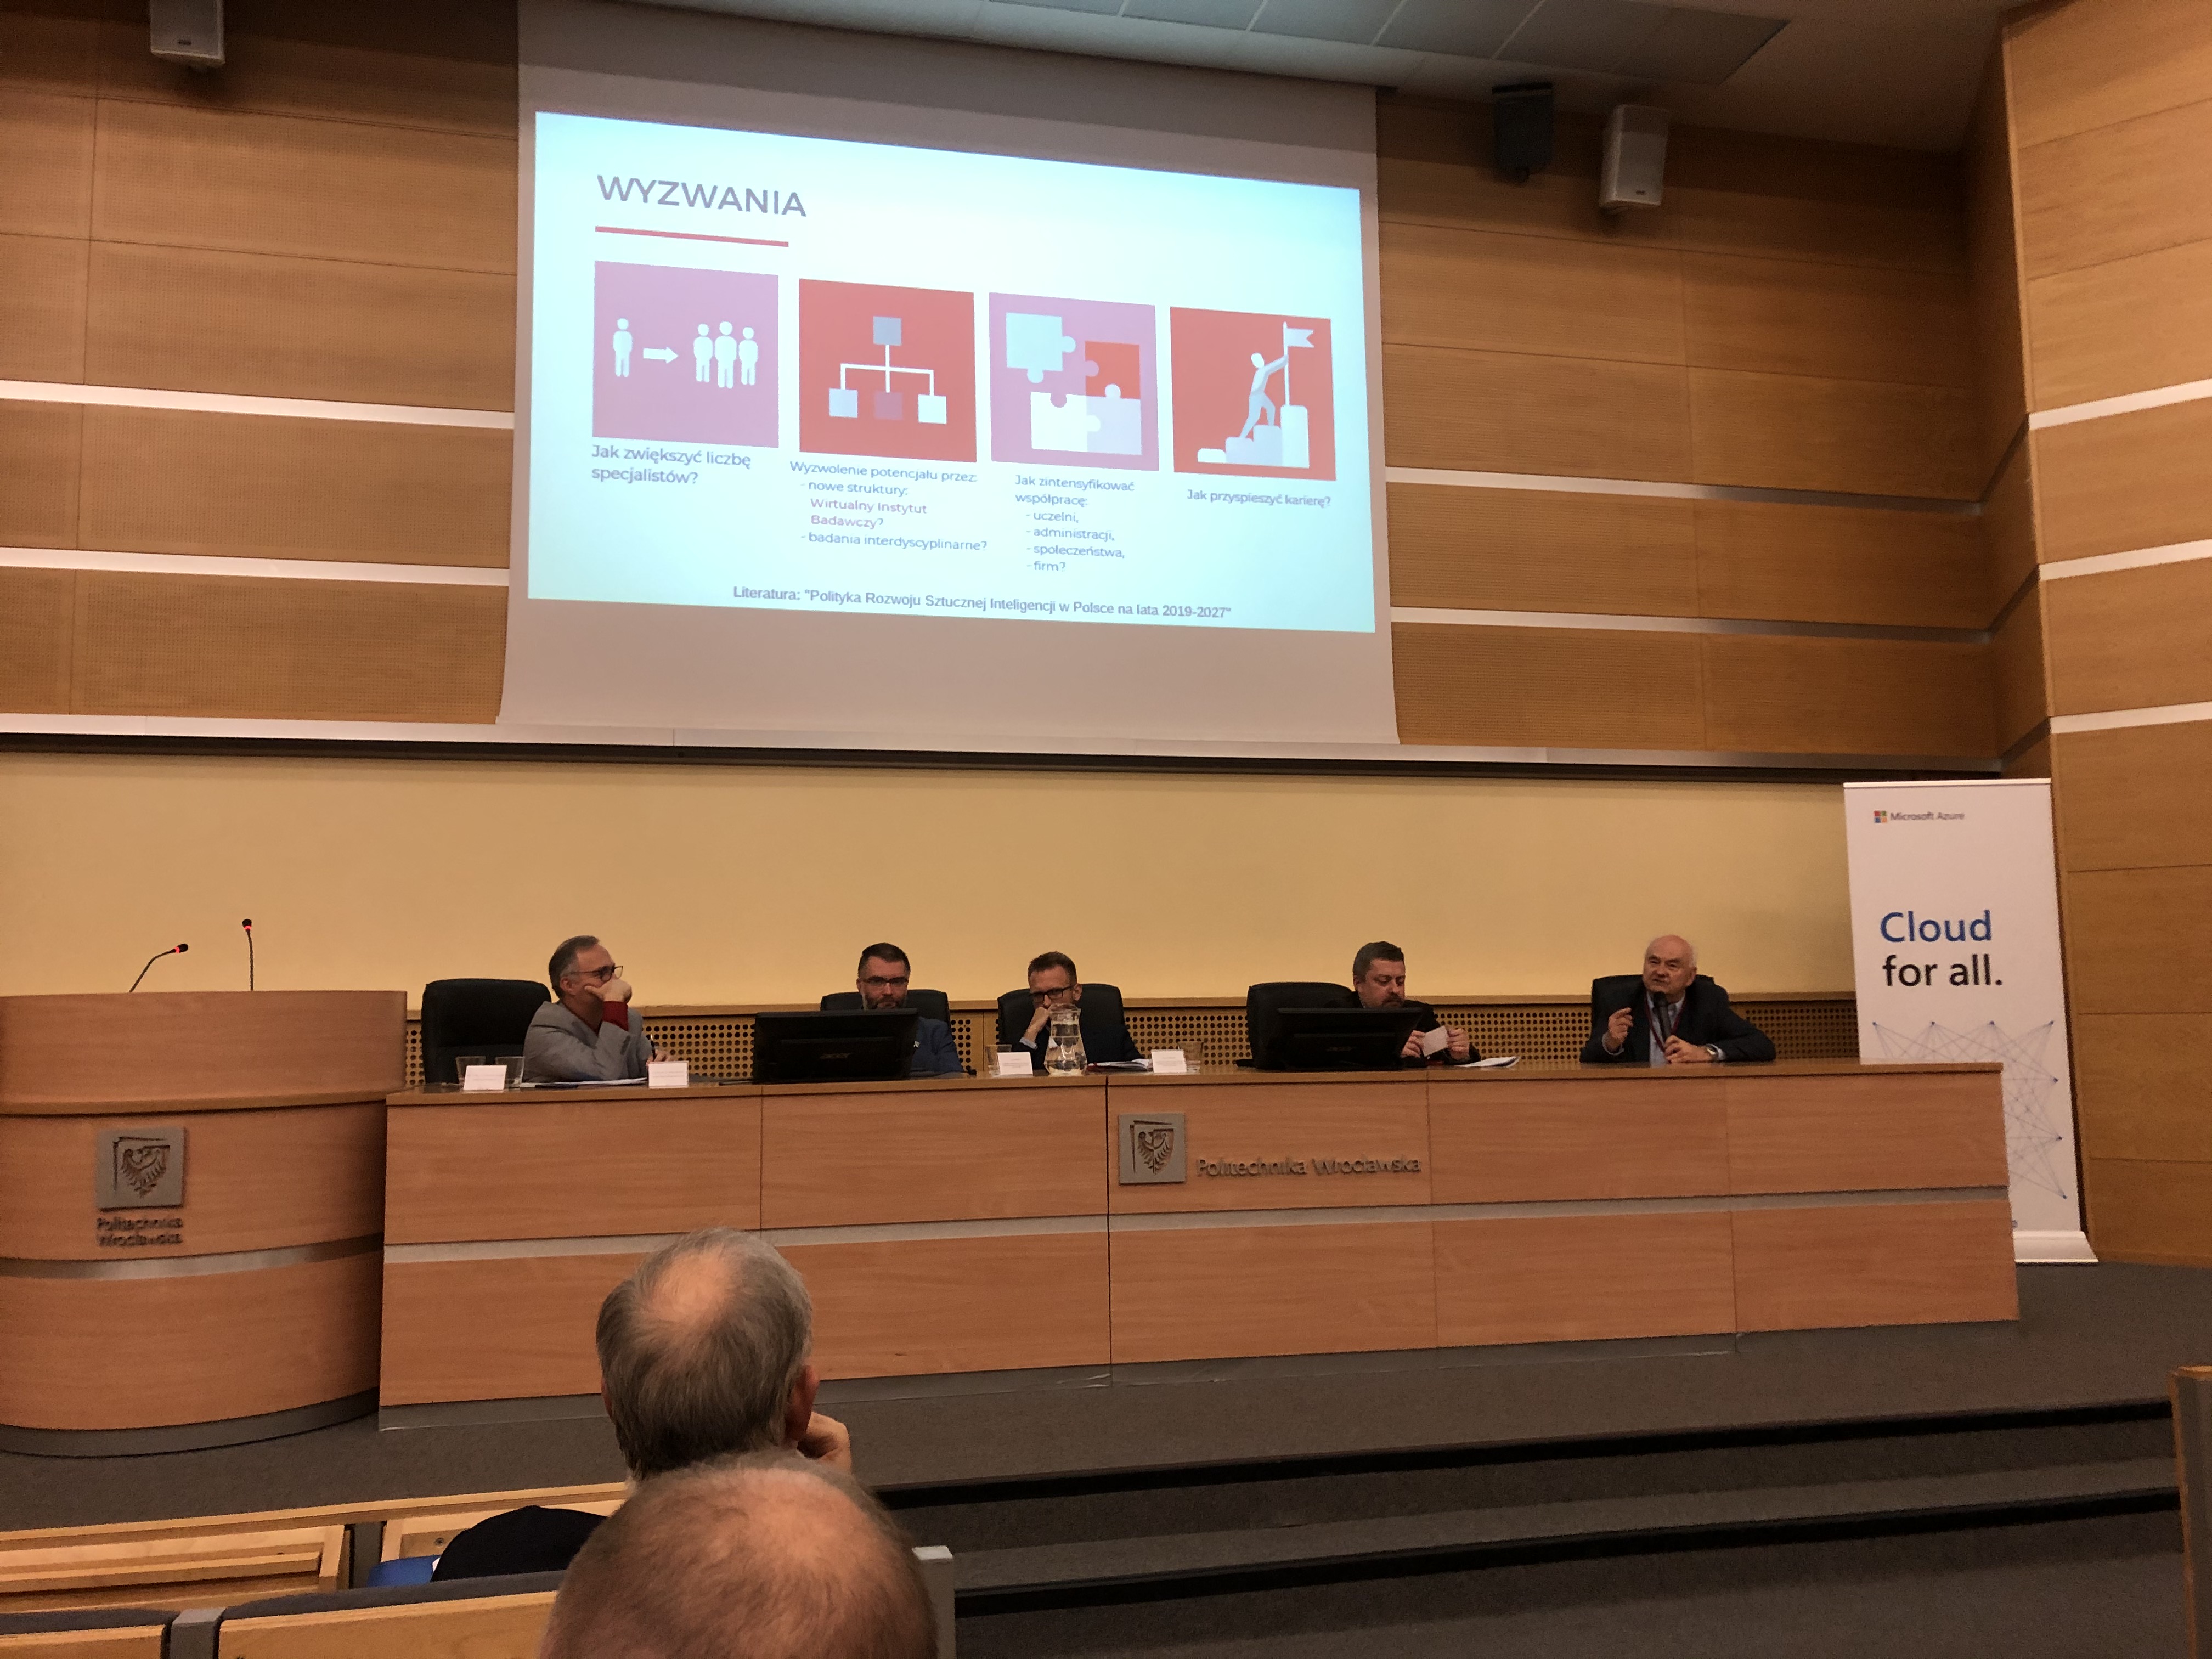 WYZWANIA
Jak zwiększyć liczbę
specjalistów?
Wyzwolenie potencjału przez:
- nowe struktury:
Wirtualny Instytut
Badawczy?
- badania interdyscyplinarne?
Jak zintensyfikować
współpracę:
- uczelni,
- administracji,
- społeczeństwa,
- firm?
Jak przyspieszyć karierę?
Literatura: "Polityka Rozwoju Sztucznej Inteligencji w Polsce na lata 2019-2027"
Microsoft Azure
Cloud
for all.
acer
acer
Politechnika Wrocławska
Politechnika
Wrocławska